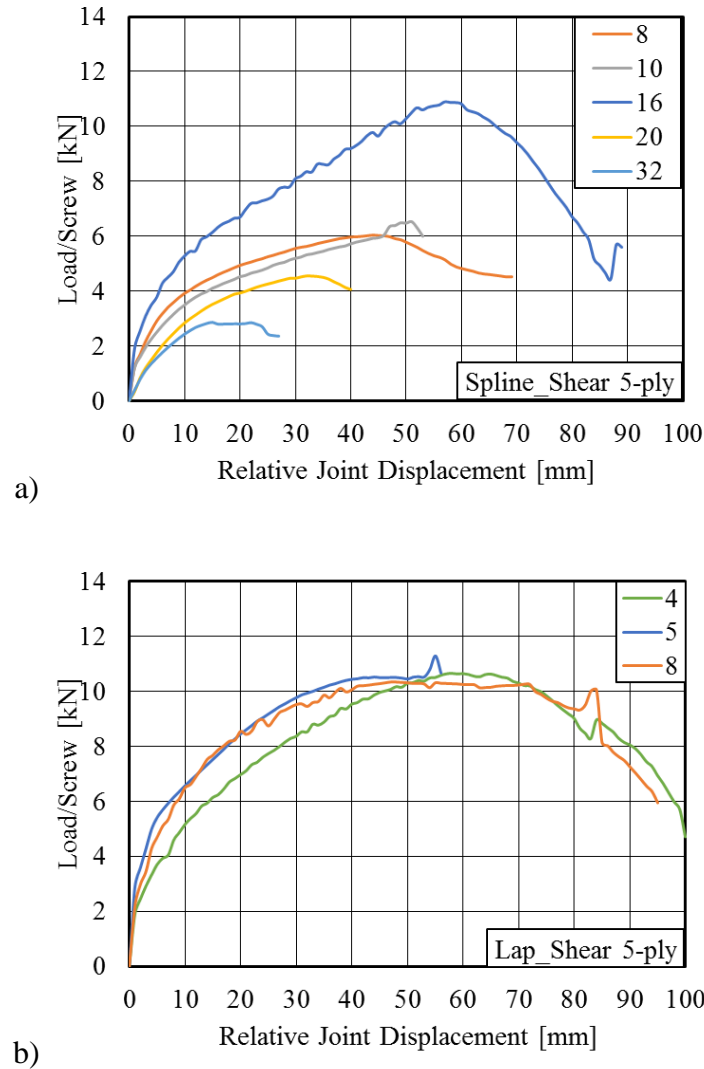 14
12
10
8
6
4
2
0
Load/Screw [kN]
8
10
16
20
32
Spline_Shear 5-ply
0 10 20 30 40 50 60 70 80 90 100
Relative Joint Displacement [mm]
a)
14
12
10
8
6
4
2
0
Load/Screw [kN]
4
5
8
Lap_Shear 5-ply
0 10 20 30 40 50 60 70 80 90 100
Relative Joint Displacement [mm]
b)